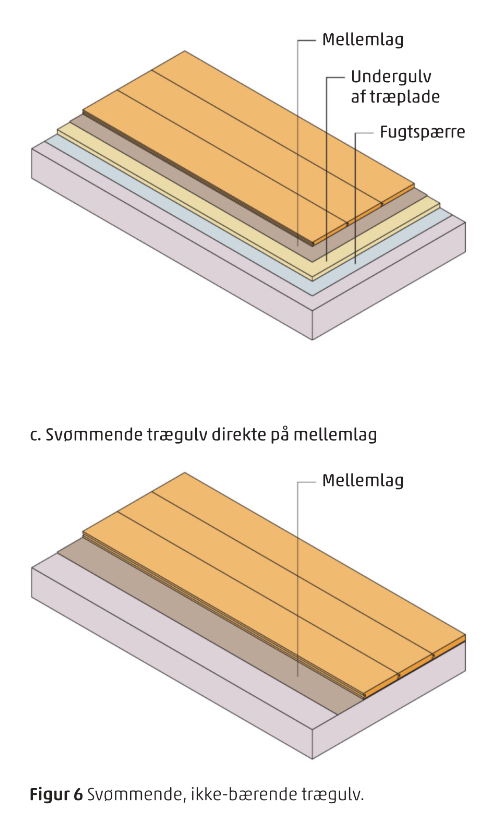 Mellemlag
Undergulv
af træplade
Fugtspærre
c. Svømmende trægulv direkte på mellemlag
Mellemlag
Figur 6 Svømmende, ikke-bærende trægulv.